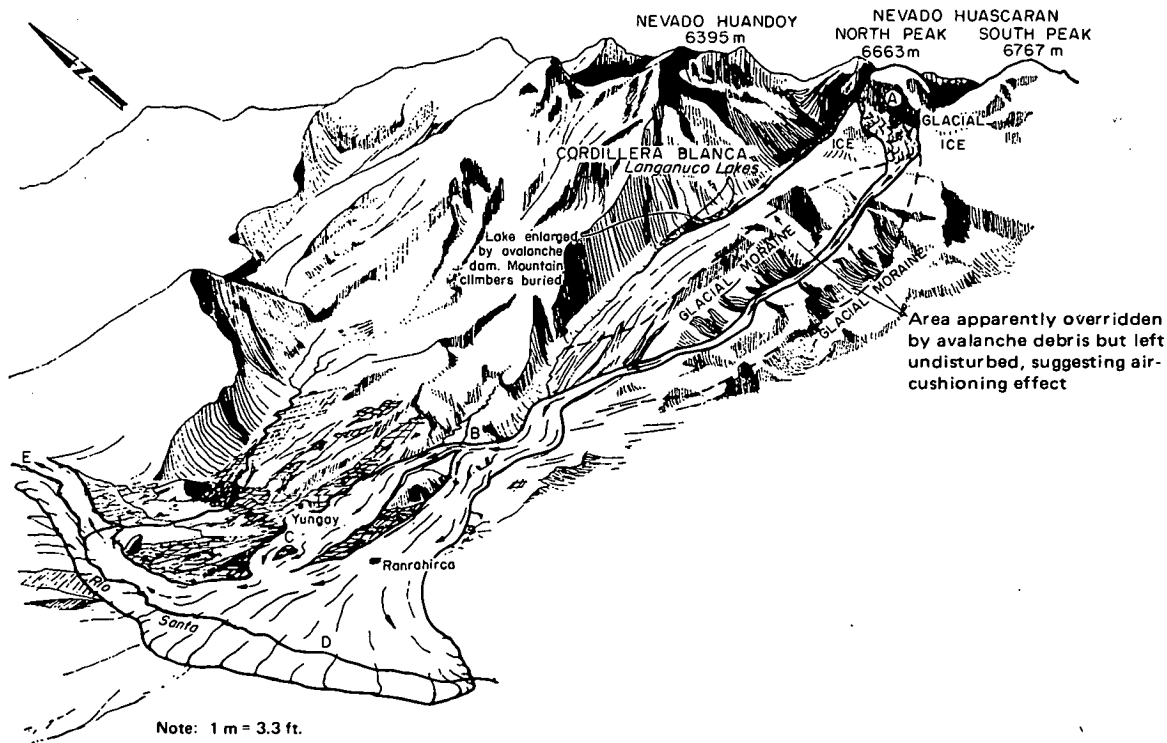 NEVADO HUANDOY
6395 m
NEVADO HUASCARAN
NORTH PEAK SOUTH PEAK
6663 m 6767 m
N
A
GLACIAL
ICE
ICE
CORDILLERA BLANCA
Langanuco Lakes
Lake enlarged
by avalanche
dam. Mountain
climbers buried
GLACIAL MORAINE
GLACIAL MORAINE
Area apparently overridden
by avalanche debris but left
undisturbed, suggesting air-
cushioning effect
B
E
Yungay
C
Ranrahirca
Rio
Santa
D
Note: 1 m = 3.3 ft.